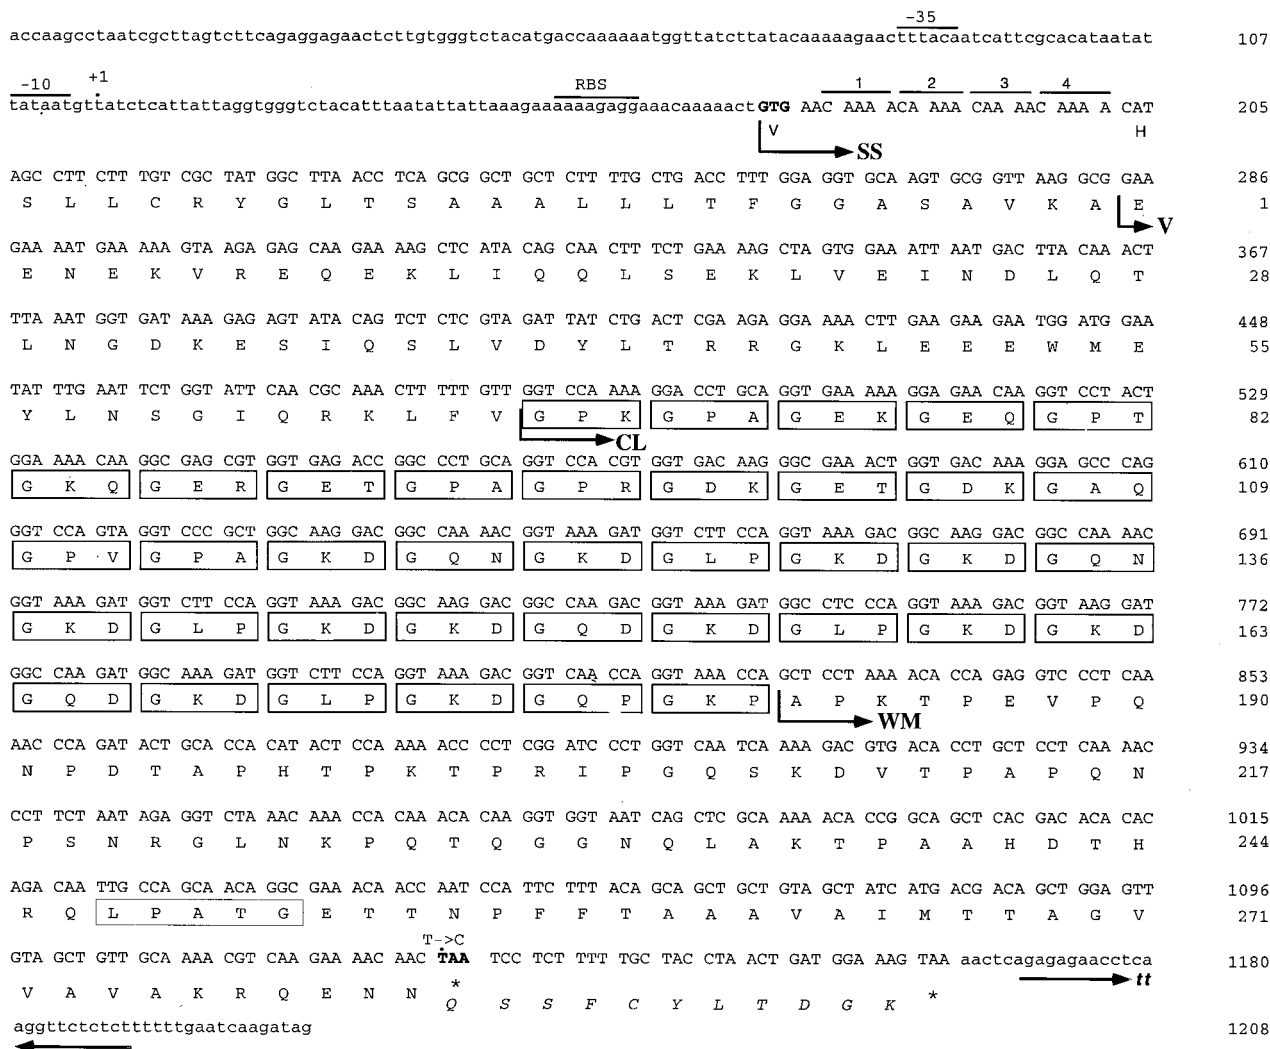 -35
accaagcctaatcgcttagtcttcagaggagaactcttgtgggtctacatgaccaaaaaatggttatcttatacaaaaagaactttacaatcattcgcacataatat 107
-10 +1 RBS 1 2 3 4
tataatgttatctcattattaggtgggtctacatttaatattattaaagaaaaagaggaaacaaaaact GTG AAC CAAAA CAAAA CAAAAC CAAA A CAT 205
V H
SS
AGC CTT CTT TGT CGC TAT GGC TTA ACC TCA GCG GCT GCT CTT TTG CTG ACC TTT GGA GGT GCA AGT GCG GTT AAG GCG GAA 286
S L L C R Y G L T S A A A L L L T F G G A S A V K A E 1
V
GAA AAT GAA AAA GTA AGA GAG CAA GAA AAG CTC ATA CAG CAA CTT TCT GAA AAG CTA GTG GAA ATT AAT GAC TTA CAA ACT 367
E N E K V R E Q E K L I Q Q L S E K L V E I N D L Q T 28
TTA AAT GGT GAT AAA GAG AGT ATA CAG TCT CTC GTA GAT TAT CTG ACT CGA AGA GGA AAA CTT GAA GAA GAA TGG ATG GAA 448
L N G D K E S I Q S L V D Y L T R R G K L E E E W M E 55
TAT TTG AAT TCT GGT ATT CAA CGC AAA CTT TTT GTT GGT CCA AAA GGA CCT GCA GGT GAA AAA GGA GAA CAA GGT CCT ACT 529
Y L N S G I Q R K L F V G P K G P A G E K G E Q G P T 82
CL
GGA AAA CAA GGC GAG CGT GGT GAG ACC GGC CCT GCA GGT CCA CGT GGT GAC AAG GGC GAA ACT GGT GAC AAA GGA GCC CAG 610
G K Q G E R G E T G P A G P R G D K G E T G D K G A Q 109
GGT CCA GTA GGT CCC GCT GGC AAG GAC GGC CAA AAC GGT AAA GAT GGT CTT CCA GGT AAA GAC GGC AAG GAC GGC CAA AAC 691
G P V G P A G K D G Q N G K D G L P G K D G K D G Q N 136
GGT AAA GAT GGT CTT CCA GGT AAA GAC GGC AAG GAC GGC CAA GAC GGT AAA GAT GGC CTC CCA GGT AAA GAC GGT AAG GAT 772
G K D G L P G K D G K D G Q D G K D G L P G K D G K D 163
GGC CAA GAT GGC AAA GAT GGT CTT CCA GGT AAA GAC GGT CAA CCA GGT AAA CCA GCT CCT AAA ACA CCA GAG GTC CCT CAA 853
G Q D G K D G L P G K D G Q P G K P A P K T P E V P Q 190
WM
AAC CCA GAT ACT GCA CCA CAT ACT CCA AAA ACC CCT CGG ATC CCT GGT CAA TCA AAA GAC GTG ACA CCT GCT CCT CAA AAC 934
N P D T A P H T P K T P R I P G Q S K D V T P A P Q N 217
CCT TCT AAT AGA GGT CTA AAC AAA CCA CAA ACA CAA GGT GGT AAT CAG CTC GCA AAA ACA CCG GCA GCT CAC GAC ACA CAC 1015
P S N R G L N K P Q T Q G G N Q L A K T P A A H D T H 244
AGA CAA TTG CCA GCA ACA GGC GAA ACA ACC AAT CCA TTC TTT ACA GCA GCT GCT GTA GCT ATC ATG ACG ACA GCT GGA GTT 1096
R Q L P A T G E T T N P F F T A A A V A I M T T A G V 271
T->C
GTA GCT GTT GCA AAA CGT CAA GAA AAC AAC TAA TCC TCT TTT TGC TAC CTA ACT GAT GGA AAG TAA aactcagagagaacctca 1180
V A V A K R Q E N N * Q S S F C Y L T D G K * tt
aggttctctcttttttgaatcaagatag 1208